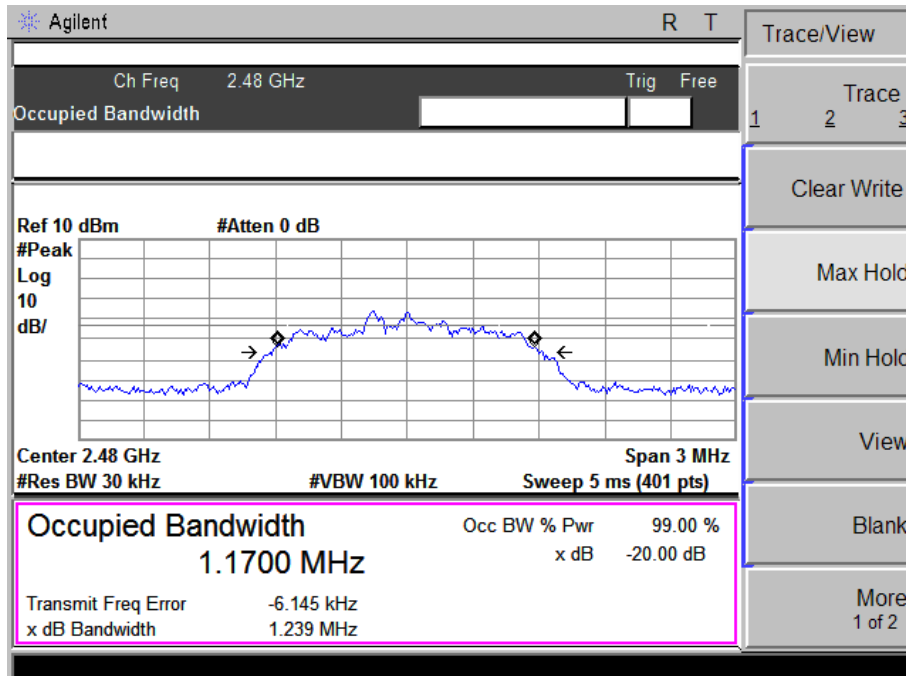 Agilent R T
Trace/View
Ch Freq 2.48 GHz Trig Free
Occupied Bandwidth
Trace
1 2 3
Clear Write
Ref 10 dBm #Atten 0 dB
#Peak
Log
10
dB/
Max Hold
Min Hold
View
Center 2.48 GHz Span 3 MHz
#Res BW 30 kHz #VBW 100 kHz Sweep 5 ms (401 pts)
Blank
Occupied Bandwidth Occ BW % Pwr 99.00 %
1.1700 MHz x dB -20.00 dB
Transmit Freq Error -6.145 kHz
x dB Bandwidth 1.239 MHz
More
1 of 2